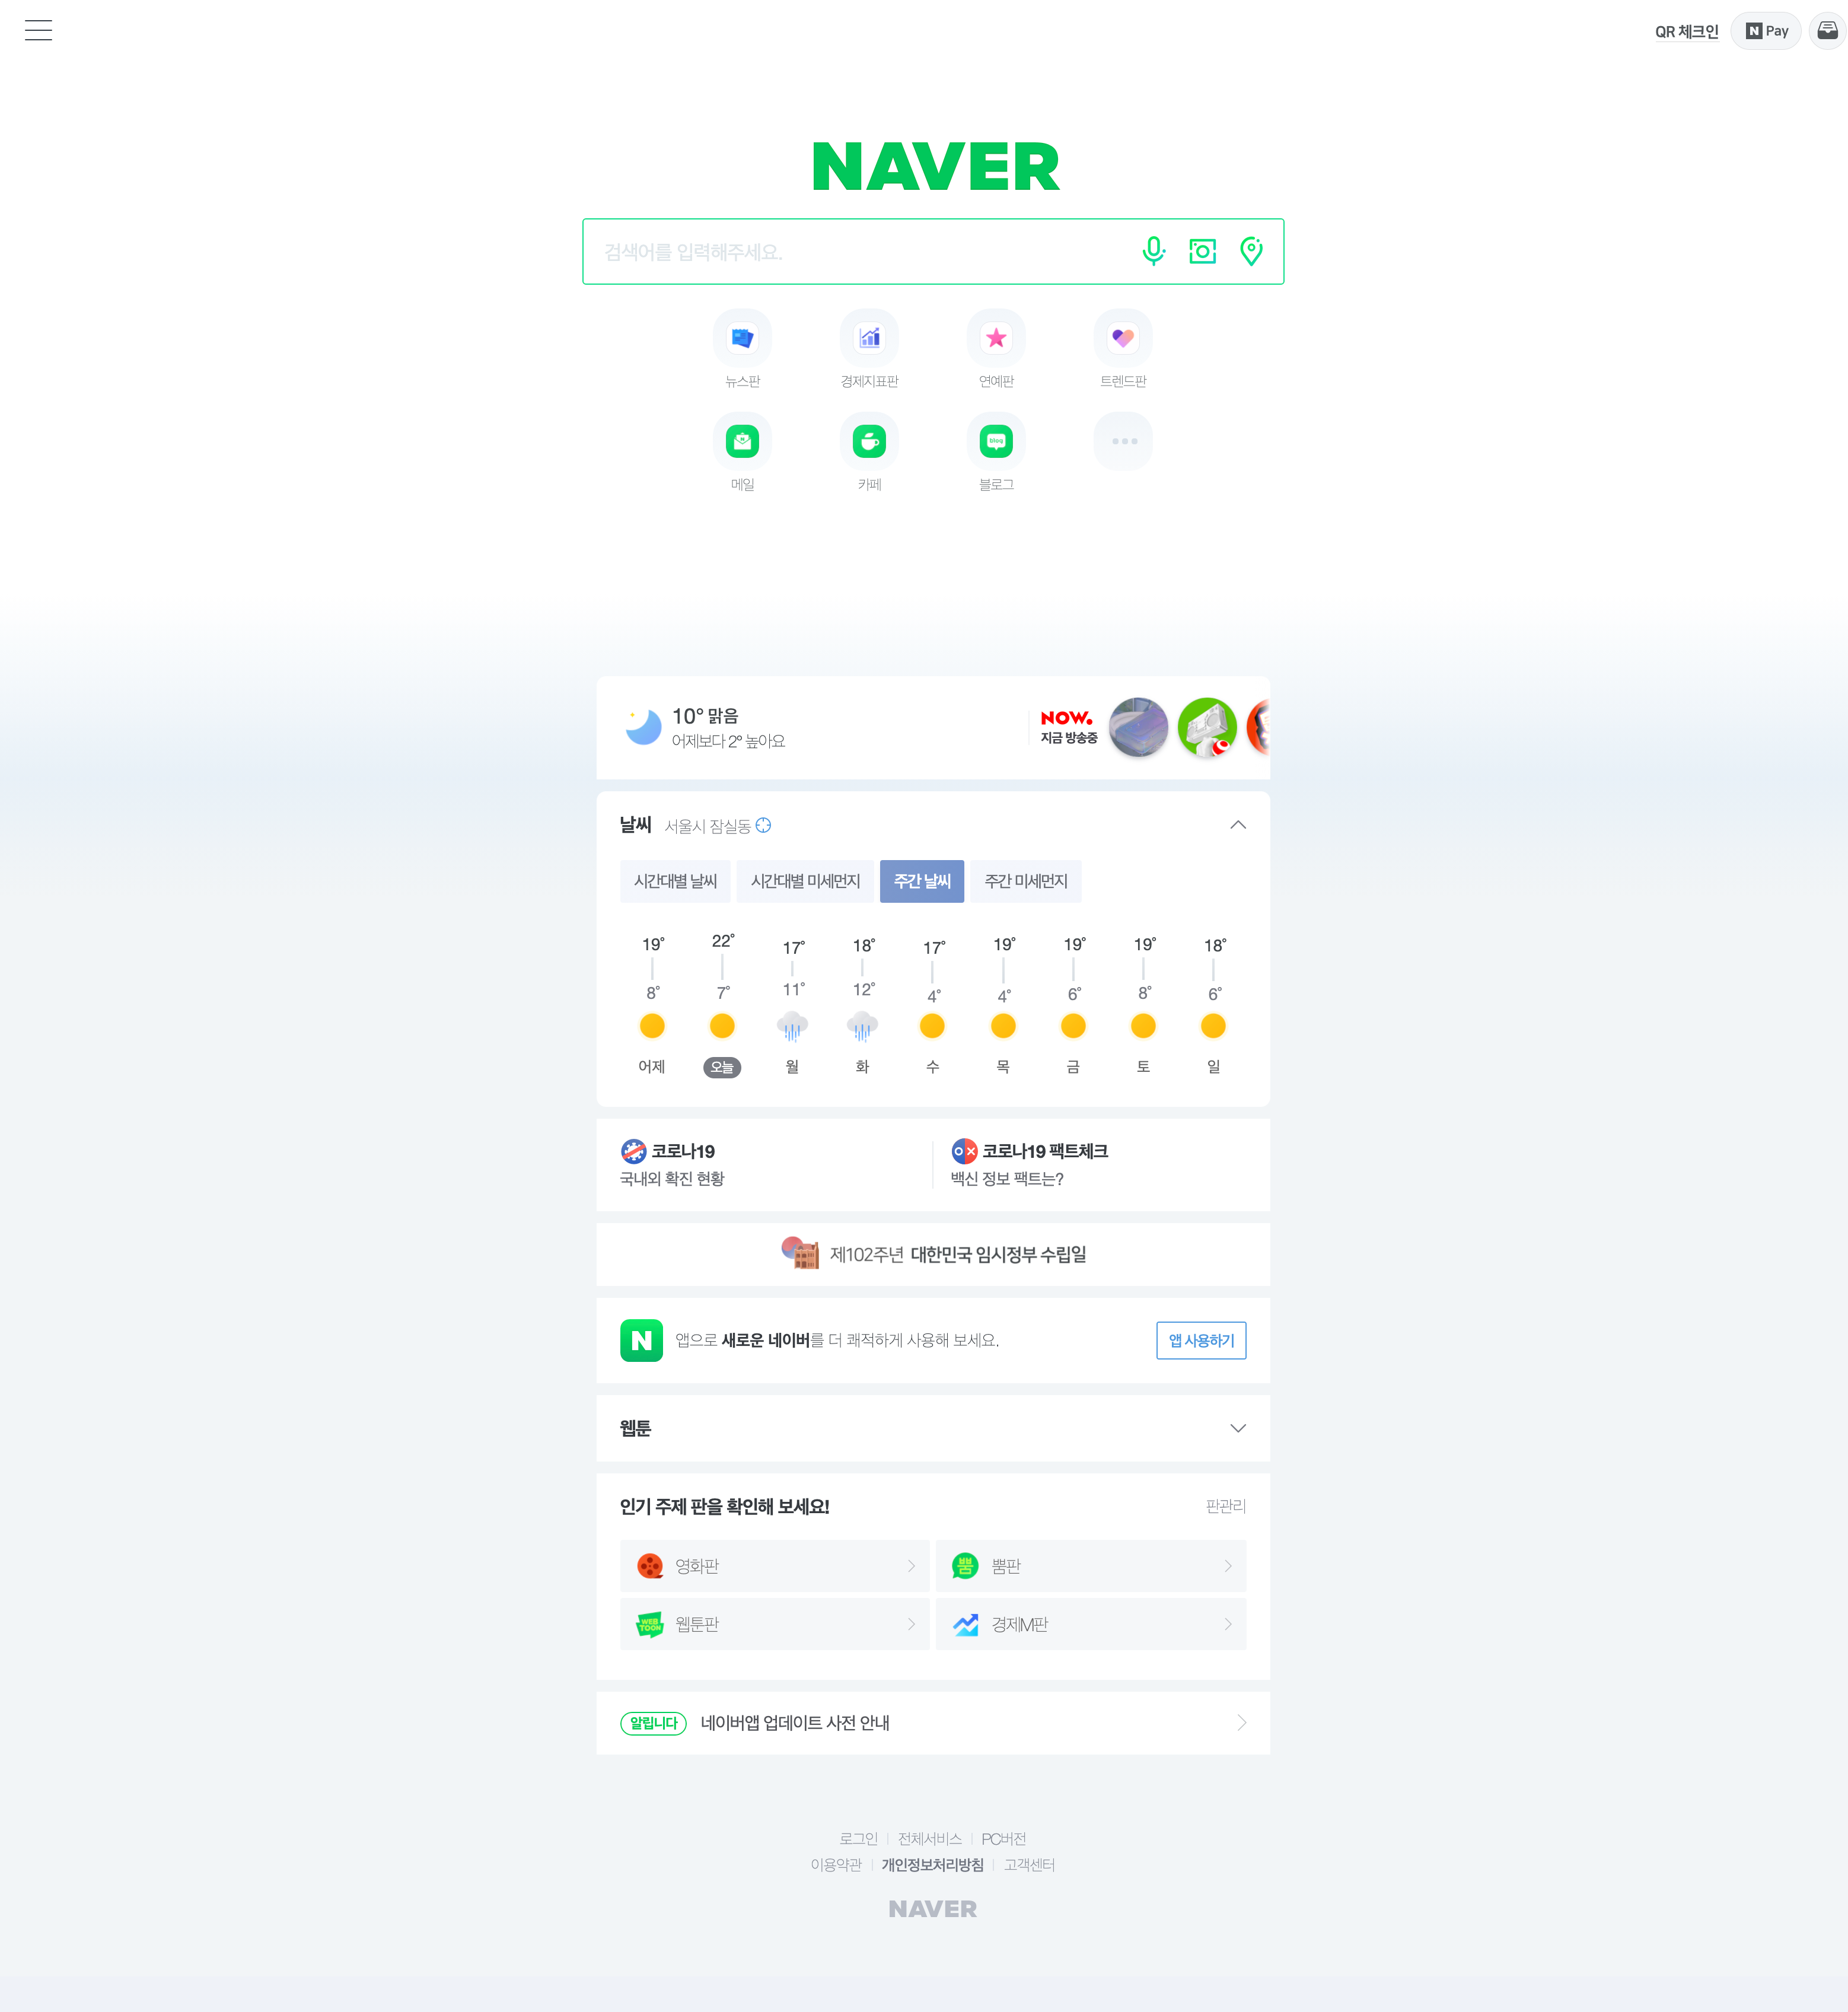 QR 체크인
N Pay
NAVER
검색어를 입력해주세요.
뉴스판 경제지표판 연예판 트렌드판
blog
메일 카페 블로그
10° 맑음
어제보다 2° 높아요
NOW.
지금 방송중
날씨 서울시 잠실동
시간대별 날씨 시간대별 미세먼지 주간 날씨 주간 미세먼지
19° 22° 17° 18° 17° 19° 19° 19° 18°
8° 7° 11° 12° 4° 4° 6° 8° 6°
어제 오늘 월 화 수 목 금 토 일
코로나19
국내외 확진 현황
O X 코로나19 팩트체크
백신 정보 팩트는?
제102주년 대한민국 임시정부 수립일
N 앱으로 새로운 네이버를 더 쾌적하게 사용해 보세요. 앱 사용하기
웹툰
인기 주제 판을 확인해 보세요! 판관리
영화판 뿜 뿜판
WEB TOON 웹툰판 경제M판
알립니다 네이버앱 업데이트 사전 안내
로그인 전체서비스 PC버전
이용약관 개인정보처리방침 고객센터
NAVER